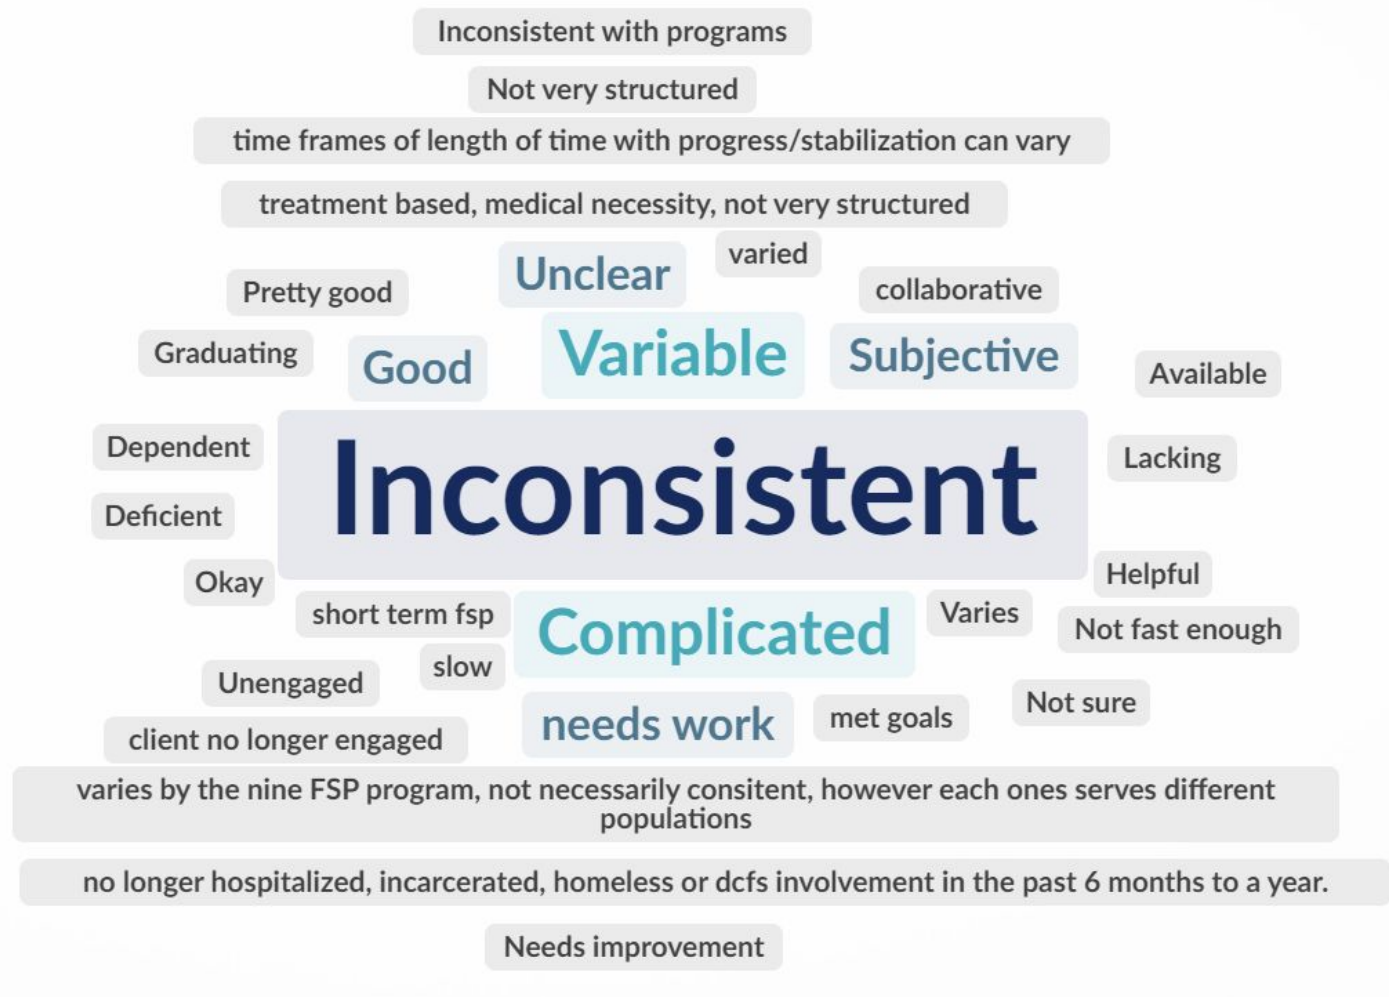 Inconsistent with programs
Not very structured
time frames of length of time with progress/stabilization can vary
treatment based, medical necessity, not very structured
varied
Unclear
collaborative
Pretty good
Graduating
Good
Variable
Subjective
Available
Dependent
Inconsistent
Lacking
Deficient
Okay
Helpful
short term fsp
Complicated
Varies
Not fast enough
slow
Unengaged
needs work
met goals
Not sure
client no longer engaged
varies by the nine FSP program, not necessarily consitent, however each ones serves different
populations
no longer hospitalized, incarcerated, homeless or dcfs involvement in the past 6 months to a year.
Needs improvement